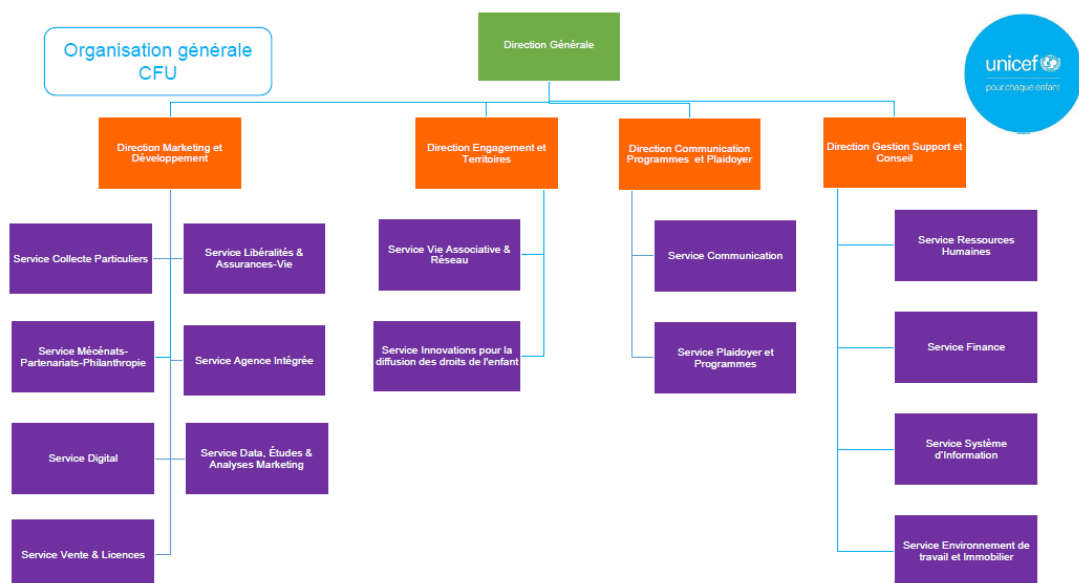 Organisation générale
CFU
Direction Générale
unicef
pour chaque enfant
Direction Marketing et
Développement
Direction Engagement et
Territoires
Direction Communication
Programmes et Plaidoyer
Direction Gestion Support et
Conseil
Service Collecte Particuliers
Service Libéralités &
Assurances-Vie
Service Mécénats-
Partenariats-Philanthropie
Service Agence Intégrée
Service Digital
Service Data, Études &
Analyses Marketing
Service Vente & Licences
Service Vie Associative &
Réseau
Service Innovations pour la
diffusion des droits de l'enfant
Service Communication
Service Plaidoyer et
Programmes
Service Ressources
Humaines
Service Finance
Service Système
d'Information
Service Environnement de
travail et Immobilier